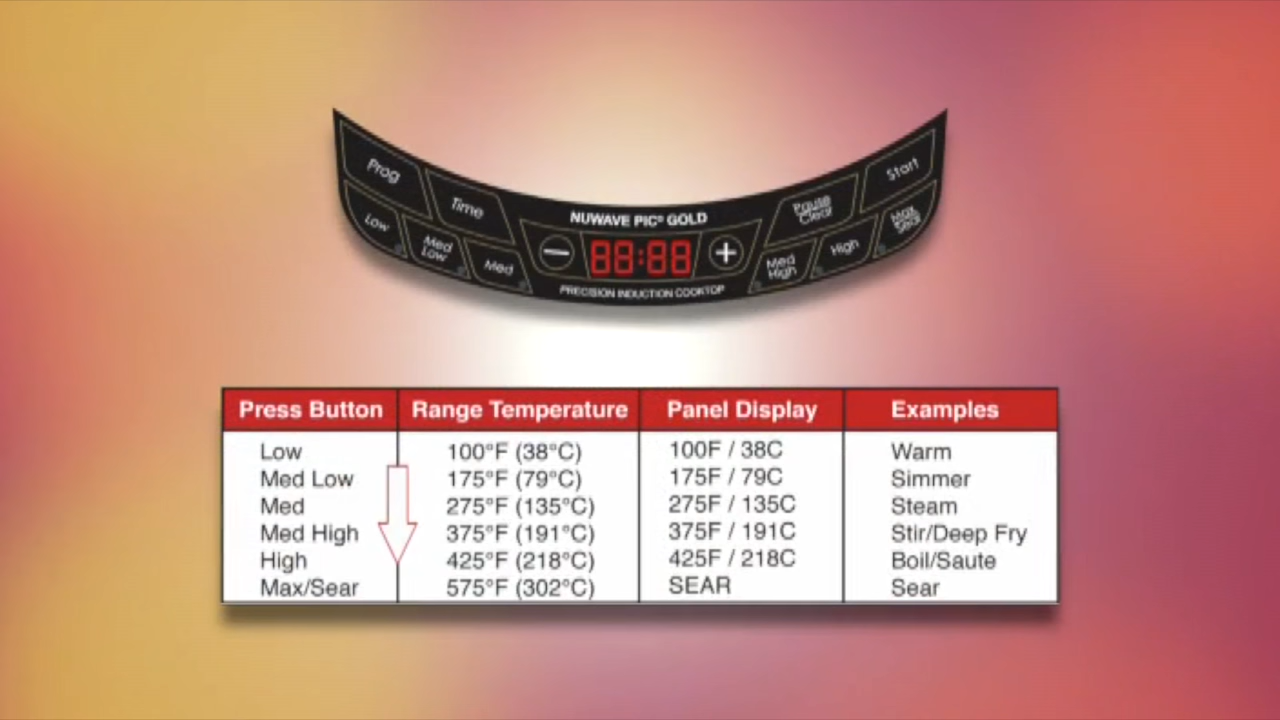 Prog
Time
Pause
Clear
Start
Low
Med
Low
Med
NUWAVE PIC® GOLD
88:88
PRECISION INDUCTION COOKTOP
Med
High
High
Max
Sear
Press Button Range Temperature Panel Display Examples
Low 100°F (38°C) 100F / 38C Warm
Med Low 175°F (79°C) 175F / 79C Simmer
Med 275°F (135°C) 275F / 135C Steam
Med High 375°F (191°C) 375F / 191C Stir/Deep Fry
High 425°F (218°C) 425F / 218C Boil/Saute
Max/Sear 575°F (302°C) SEAR Sear